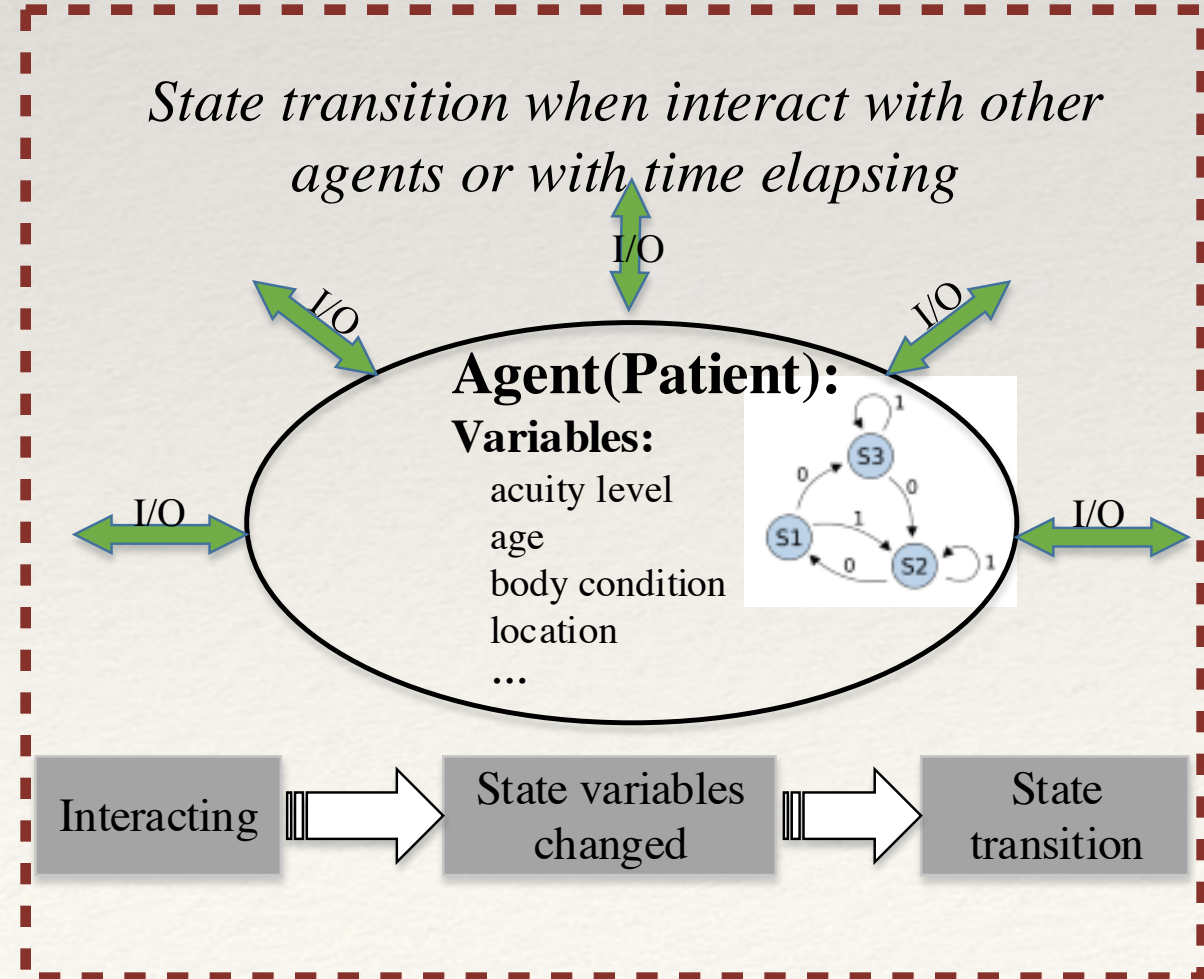 State transition when interact with other
agents or with time elapsing
I/O
I/O
I/O
I/O
I/O
Agent(Patient):
Variables:
acuity level
age
body condition
location
...
1
S3
0
0
1
S1
S2
0
1
Interacting
State variables
changed
State
transition